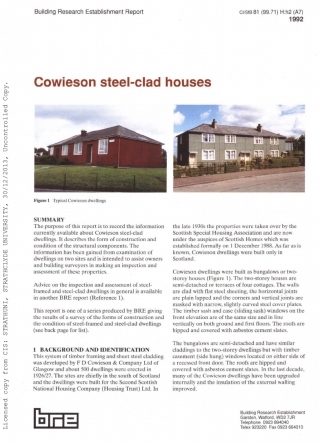 Building Research Establishment Report
CI/SfB 81 (99.71) H:h2 (A7)
1992
Cowieson steel-clad houses
Figure 1 Typical Cowieson dwellings
SUMMARY
The purpose of this report is to record the information
currently available about Cowieson steel-clad
dwellings. It describes the form of construction and
condition of the structural components. The
information has been gained from examination of
dwellings on two sites and is intended to assist owners
and building surveyors in making an inspection and
assessment of these properties.
Advice on the inspection and assessment of steel-
framed and steel-clad dwellings in general is available
in another BRE report (Reference 1).
This report is one of a series produced by BRE giving
the results of a survey of the forms of construction and
the condition of steel-framed and steel-clad dwellings
(see back page for list).
1 BACKGROUND AND IDENTIFICATION
This system of timber framing and sheet steel cladding
was developed by F D Cowieson & Company Ltd of
Glasgow and about 500 dwellings were erected in
1926/27. The sites are chiefly in the south of Scotland
and the dwellings were built for the Second Scottish
National Housing Company (Housing Trust) Ltd. In
the late 1930s the properties were taken over by the
Scottish Special Housing Association and are now
under the auspices of Scottish Homes which was
established formally on 1 December 1988. As far as is
known, Cowieson dwellings were built only in
Scotland.
Cowieson dwellings were built as bungalows or two-
storey houses (Figure 1). The two-storey houses are
semi-detached or terraces of four cottages. The walls
are clad with flat steel sheeting, the horizontal joints
are plain lapped and the corners and vertical joints are
masked with narrow, slightly curved steel cover plates.
The timber sash and case (sliding sash) windows on the
front elevation are of the same size and in line
vertically on both ground and first floors. The roofs are
hipped and covered with asbestos cement slates.
The bungalows are semi-detached and have similar
claddings to the two-storey dwellings but with timber
casement (side hung) windows located on either side of
a recessed front door. The roofs are hipped and
covered with asbestos cement slates. In the last decade,
many of the Cowieson dwellings have been upgraded
internally and the insulation of the external walling
improved.
bre
Building Research Establishment
Garston, Watford, WD2 7JR
Telephone 0923 894040
Telex 923220 Fax 0923 664010
Licensed copy from CIS: STRATHUNI, STRATHCLYDE UNIVERSITY, 30/12/2013, Uncontrolled Copy.